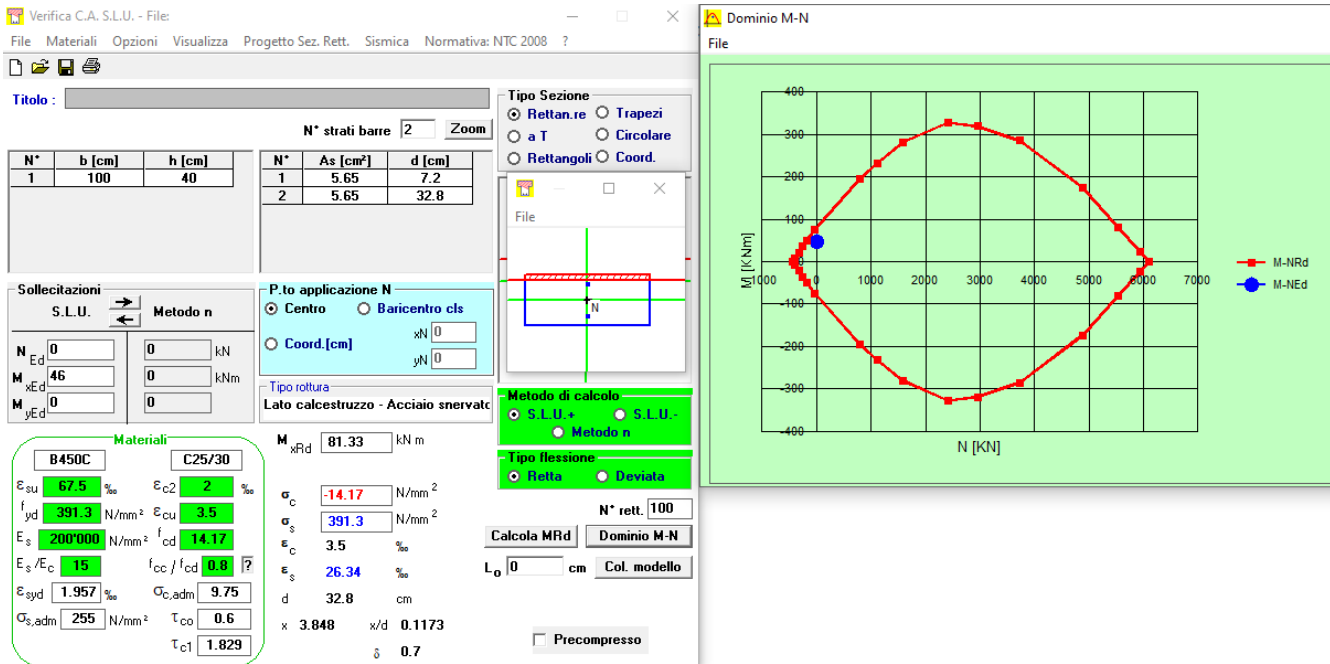 Verifica C.A. S.L.U. - File:
File Materiali Opzioni Visualizza Progetto Sez. Rett. Sismica Normativa: NTC 2008 ?
Titolo :
N* strati barre 2 Zoom
N* b [cm] h [cm]
1 100 40
N* As [cm²] d [cm]
1 5.65 7.2
2 5.65 32.8
Tipo Sezione
Rettan.re Trapezi
a T Circolare
Rettangoli Coord.
File
N
Sollecitazioni
S.L.U. Metodo n
N Ed 0 0 kN
M xEd 46 0 kNm
M yEd 0 0
P.to applicazione N
Centro Baricentro cls
Coord.[cm] xN 0
yN 0
Tipo rottura
Lato calcestruzzo - Acciaio snervato
Metodo di calcolo
S.L.U.+ S.L.U.-
Metodo n
Tipo flessione
Retta Deviata
N* rett. 100
Calcola MRd Dominio M-N
L o 0 cm Col. modello
Precompresso
Materiali
B450C C25/30
εsu 67.5 ‰ εc2 2 ‰
fyd 391.3 N/mm² εcu 3.5
Es 200'000 N/mm² fcd 14.17
Es/Ec 15 fcc / fcd 0.8 ?
εsyd 1.957 ‰ σc,adm 9.75
σs,adm 255 N/mm² τco 0.6
τc1 1.829
M xRd 81.33 kN m
σc -14.17 N/mm²
σs 391.3 N/mm²
εc 3.5 ‰
εs 26.34 ‰
d 32.8 cm
x 3.848 x/d 0.1173
δ 0.7
Dominio M-N
File
400
300
200
100
0
-100
-200
-300
-400
M [KNm]
-1000 0 1000 2000 3000 4000 5000 6000 7000
N [KN]
M-NRd
M-NEd